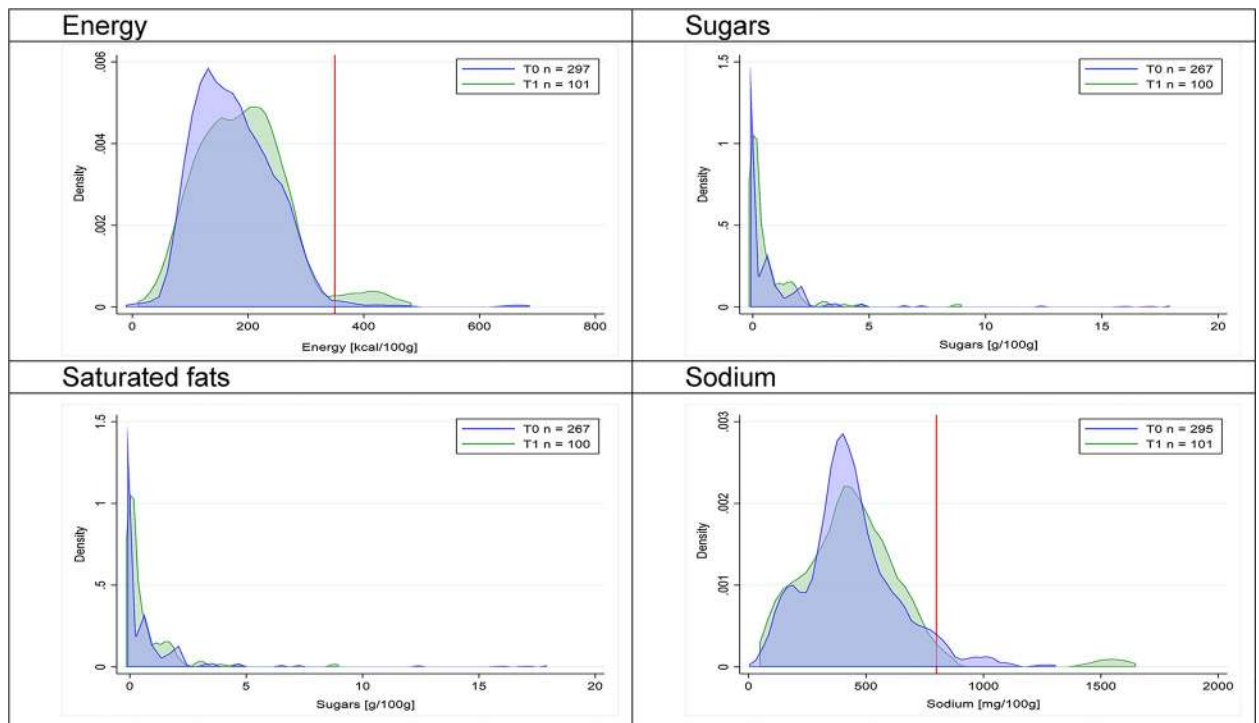 Energy
.006
.004
.002
0
Density
T0 n = 297
T1 n = 101
0 200 400 600 800
Energy [kcal/100g]
Sugars
1.5
1
.5
0
Density
T0 n = 267
T1 n = 100
0 5 10 15 20
Sugars [g/100g]
Saturated fats
1.5
1
.5
0
Density
T0 n = 267
T1 n = 100
0 5 10 15 20
Sugars [g/100g]
Sodium
.003
.002
.001
0
Density
T0 n = 295
T1 n = 101
0 500 1000 1500 2000
Sodium [mg/100g]